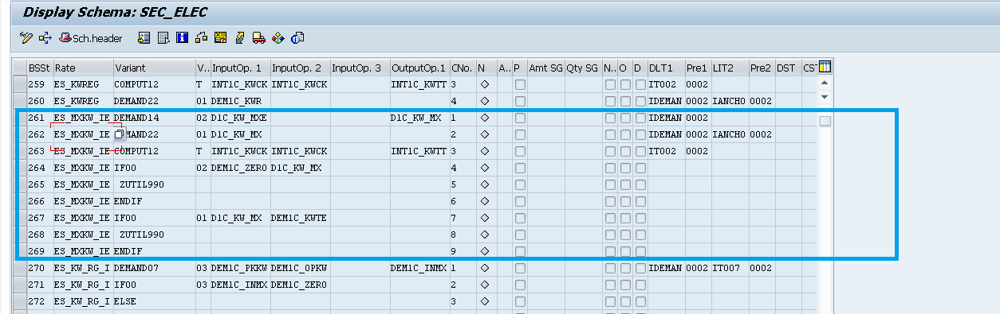 Display Schema: SEC_ELEC
Sch.header
BSSt Rate Variant V.. InputOp. 1 InputOp. 2 InputOp. 3 OutputOp.1 CNo. N A.. P Amt SG Qty SG N.. O D DLT1 Pre1 LIT2 Pre2 DST CST
259 ES_KWREG COMPUT12 T INT1C_KWCK INT1C_KWCK INT1C_KWTT 3 IT002 0002
260 ES_KWREG DEMAND22 01 DEM1C_KWR 4 IDEMAN 0002 IANCH0 0002
261 ES_MXKW_IE DEMAND14 02 D1C_KW_MXE D1C_KW_MX 1 IDEMAN 0002
262 ES_MXKW_IE MAND22 01 D1C_KW_MX 2 IDEMAN 0002 IANCH0 0002
263 ES_MXKW_IE COMPUT12 T INT1C_KWCK INT1C_KWCK INT1C_KWTT 3 IT002 0002
264 ES_MXKW_IE IF00 02 DEM1C_ZERO D1C_KW_MX 4
265 ES_MXKW_IE ZUTIL990 5
266 ES_MXKW_IE ENDIF 6
267 ES_MXKW_IE IF00 01 D1C_KW_MX DEM1C_KWTE 7
268 ES_MXKW_IE ZUTIL990 8
269 ES_MXKW_IE ENDIF 9
270 ES_KW_RG_I DEMAND07 03 DEM1C_PKKW DEM1C_OPKW DEM1C_INMX 1 IDEMAN 0002 IT007 0002
271 ES_KW_RG_I IF00 03 DEM1C_INMX DEM1C_ZERO 2
272 ES_KW_RG_I ELSE 3